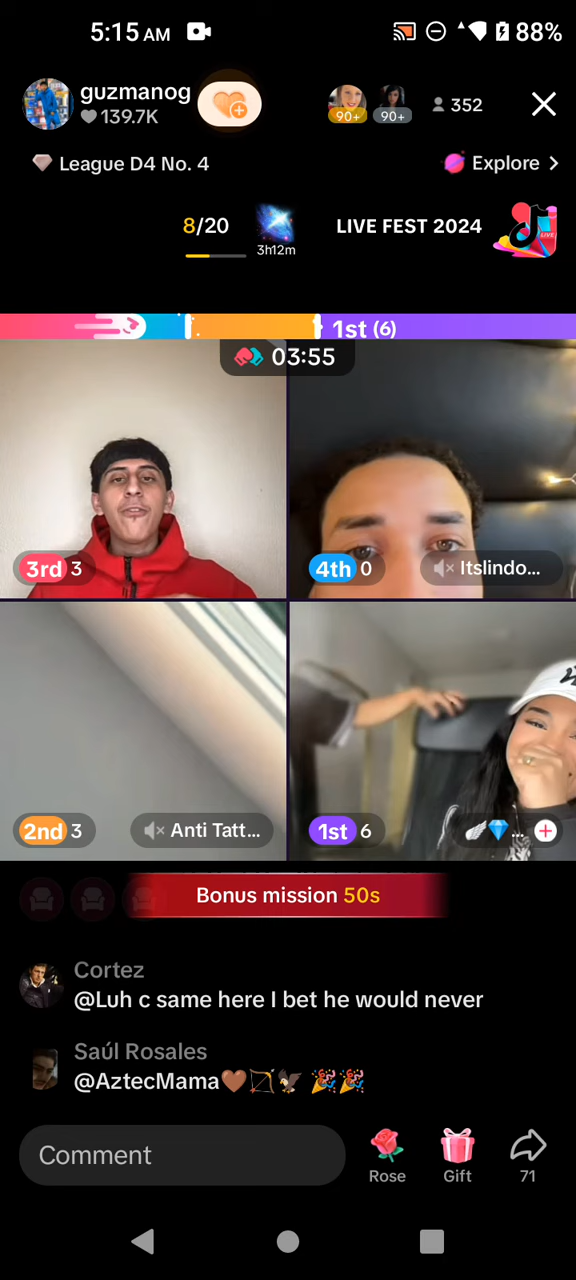 5:15 AM
88%
guzmanog
139.7K
90+
90+
352
League D4 No. 4
Explore >
8/20
3h12m
LIVE FEST 2024
LIVE
1st (6)
03:55
3rd 3
4th 0
Itslindo...
2nd 3
Anti Tatt...
1st 6
...
Bonus mission 50s
Cortez
@Luh c same here I bet he would never
Saúl Rosales
@AztecMama🤎🏹🦅 🎉🎉
Comment
Rose
Gift
71